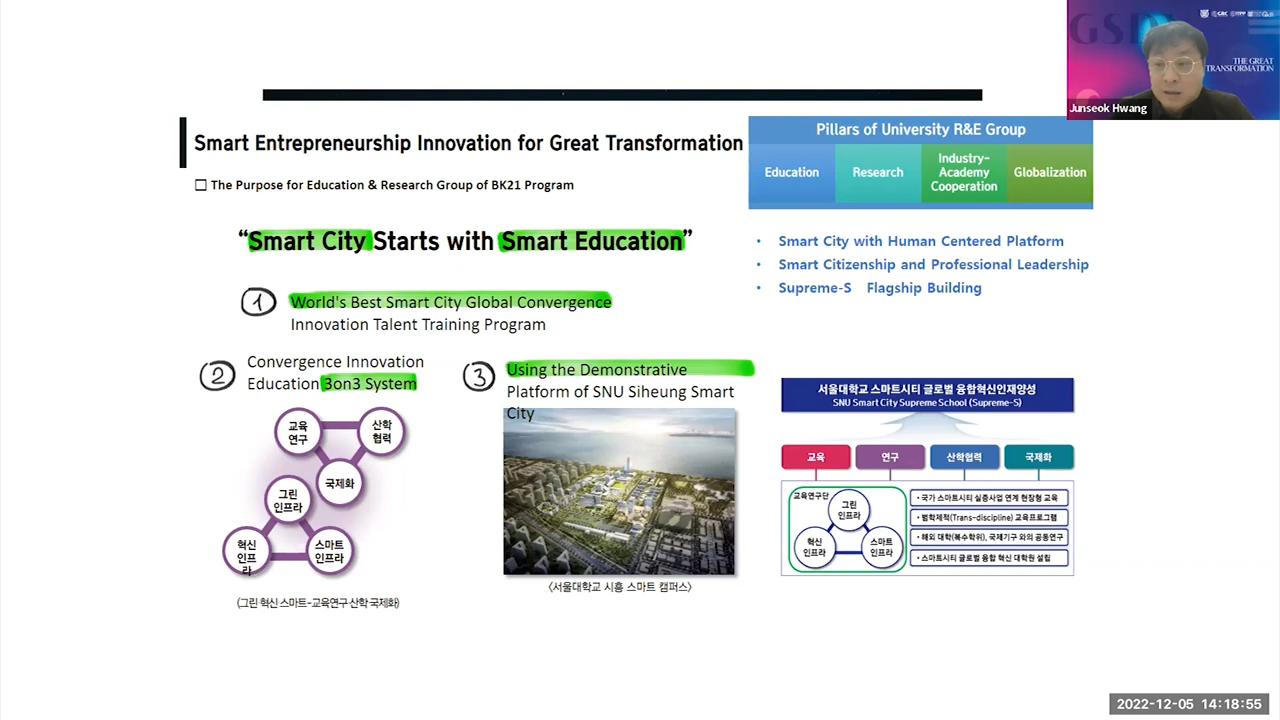 GSD
GRC
THE GREAT
TRANSFORMATION
Junseok Hwang
Smart Entrepreneurship Innovation for Great Transformation
□ The Purpose for Education & Research Group of BK21 Program
“Smart City Starts with Smart Education”
1
World's Best Smart City Global Convergence
Innovation Talent Training Program
2
Convergence Innovation
Education 3on3 System
교육
연구
산학
협력
국제화
그린
인프라
혁신
인프
라
스마트
인프라
(그린 혁신 스마트-교육연구 산학 국제화)
3
Using the Demonstrative
Platform of SNU Siheung Smart
City
<서울대학교 시흥 스마트 캠퍼스>
Pillars of University R&E Group
Education
Research
Industry-
Academy
Cooperation
Globalization
• Smart City with Human Centered Platform
• Smart Citizenship and Professional Leadership
• Supreme-S Flagship Building
서울대학교 스마트시티 글로벌 융합혁신인재양성
SNU Smart City Supreme School (Supreme-S)
교육
연구
산학협력
국제화
교육연구단
그린
인프라
혁신
인프라
스마트
인프라
• 국가 스마트시티 실증사업 연계 현장형 교육
• 범학제적(Trans-discipline) 교육프로그램
• 해외 대학(복수학위), 국제기구 와의 공동연구
• 스마트시티 글로벌 융합 혁신 대학원 설립
2022-12-05 14:18:55